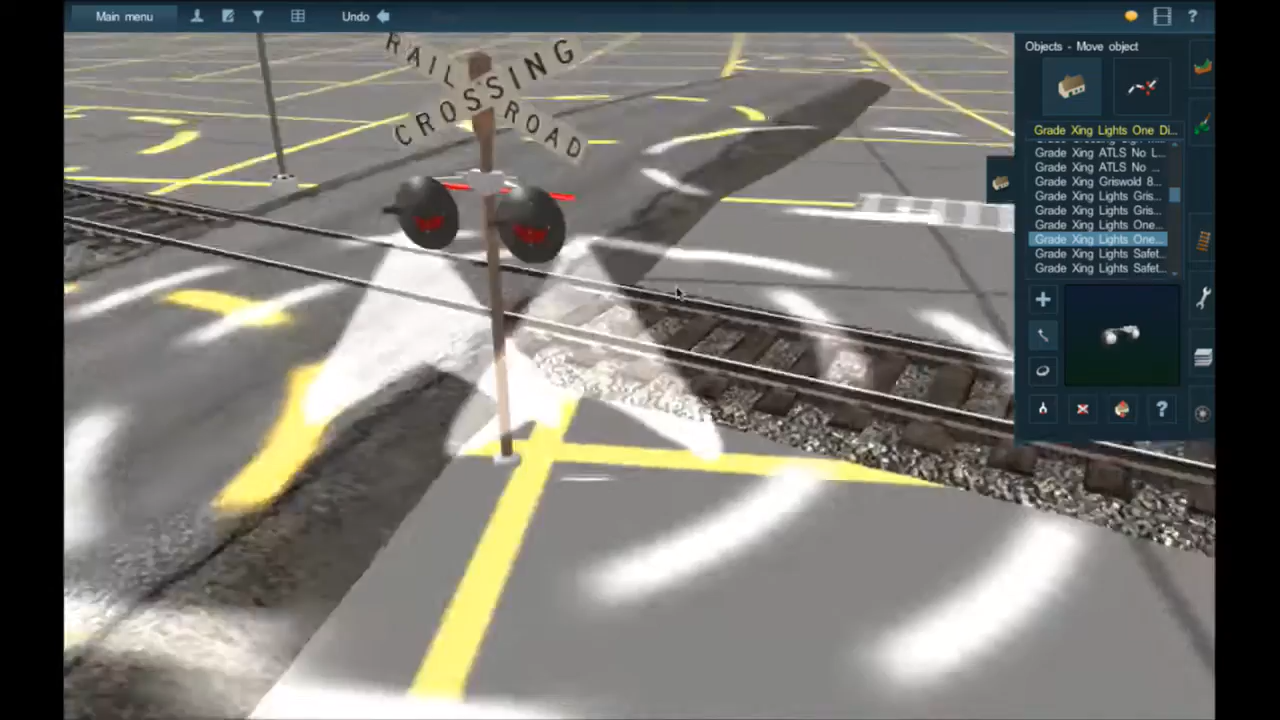 Main menu
Undo
?
Objects - Move object
Grade Xing Lights One Di...
Grade Xing ATLS No L...
Grade Xing ATLS No ...
Grade Xing Griswold 8...
Grade Xing Lights Gris...
Grade Xing Lights Gris...
Grade Xing Lights One...
Grade Xing Lights One...
Grade Xing Lights Safet...
Grade Xing Lights Safet...
?
RAILROAD
CROSSING